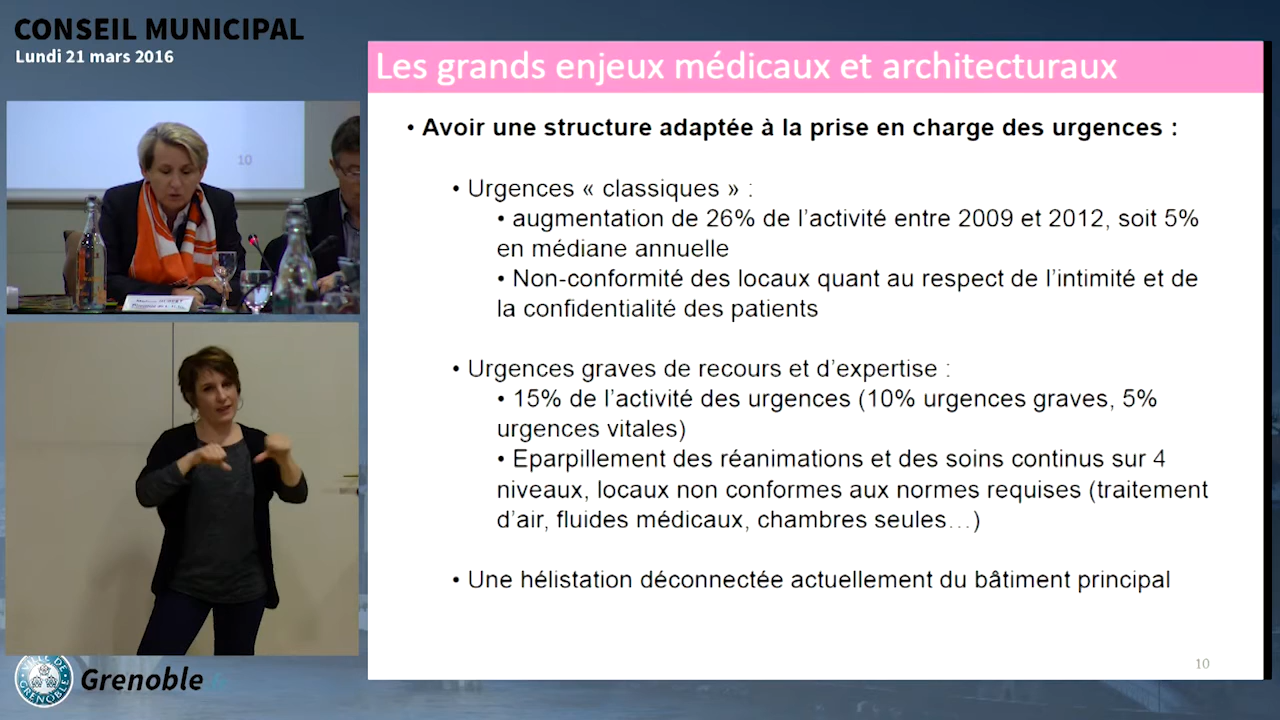 CONSEIL MUNICIPAL
Lundi 21 mars 2016
10
Les grands enjeux médicaux et architecturaux
• Avoir une structure adaptée à la prise en charge des urgences :
• Urgences « classiques » :
• augmentation de 26% de l'activité entre 2009 et 2012, soit 5%
en médiane annuelle
• Non-conformité des locaux quant au respect de l'intimité et de
la confidentialité des patients
• Urgences graves de recours et d'expertise :
• 15% de l'activité des urgences (10% urgences graves, 5%
urgences vitales)
• Eparpillement des réanimations et des soins continus sur 4
niveaux, locaux non conformes aux normes requises (traitement
d'air, fluides médicaux, chambres seules…)
• Une hélistation déconnectée actuellement du bâtiment principal
10
VILLE DE
GRENOBLE
Grenoble